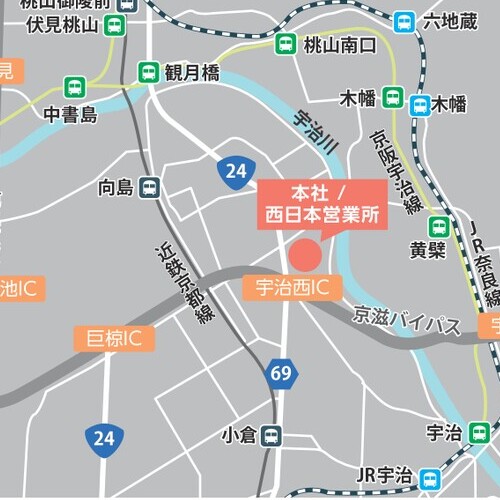 桃山御陵前
伏見桃山
六地蔵
桃山南口
見
観月橋
中書島
木幡
木幡
宇治川
京阪宇治線
24
向島
本社 /
西日本営業所
黄檗
JR奈良線
近鉄京都線
池IC
宇治西IC
京滋バイパス
宇
巨椋IC
69
24
小倉
宇治
JR宇治